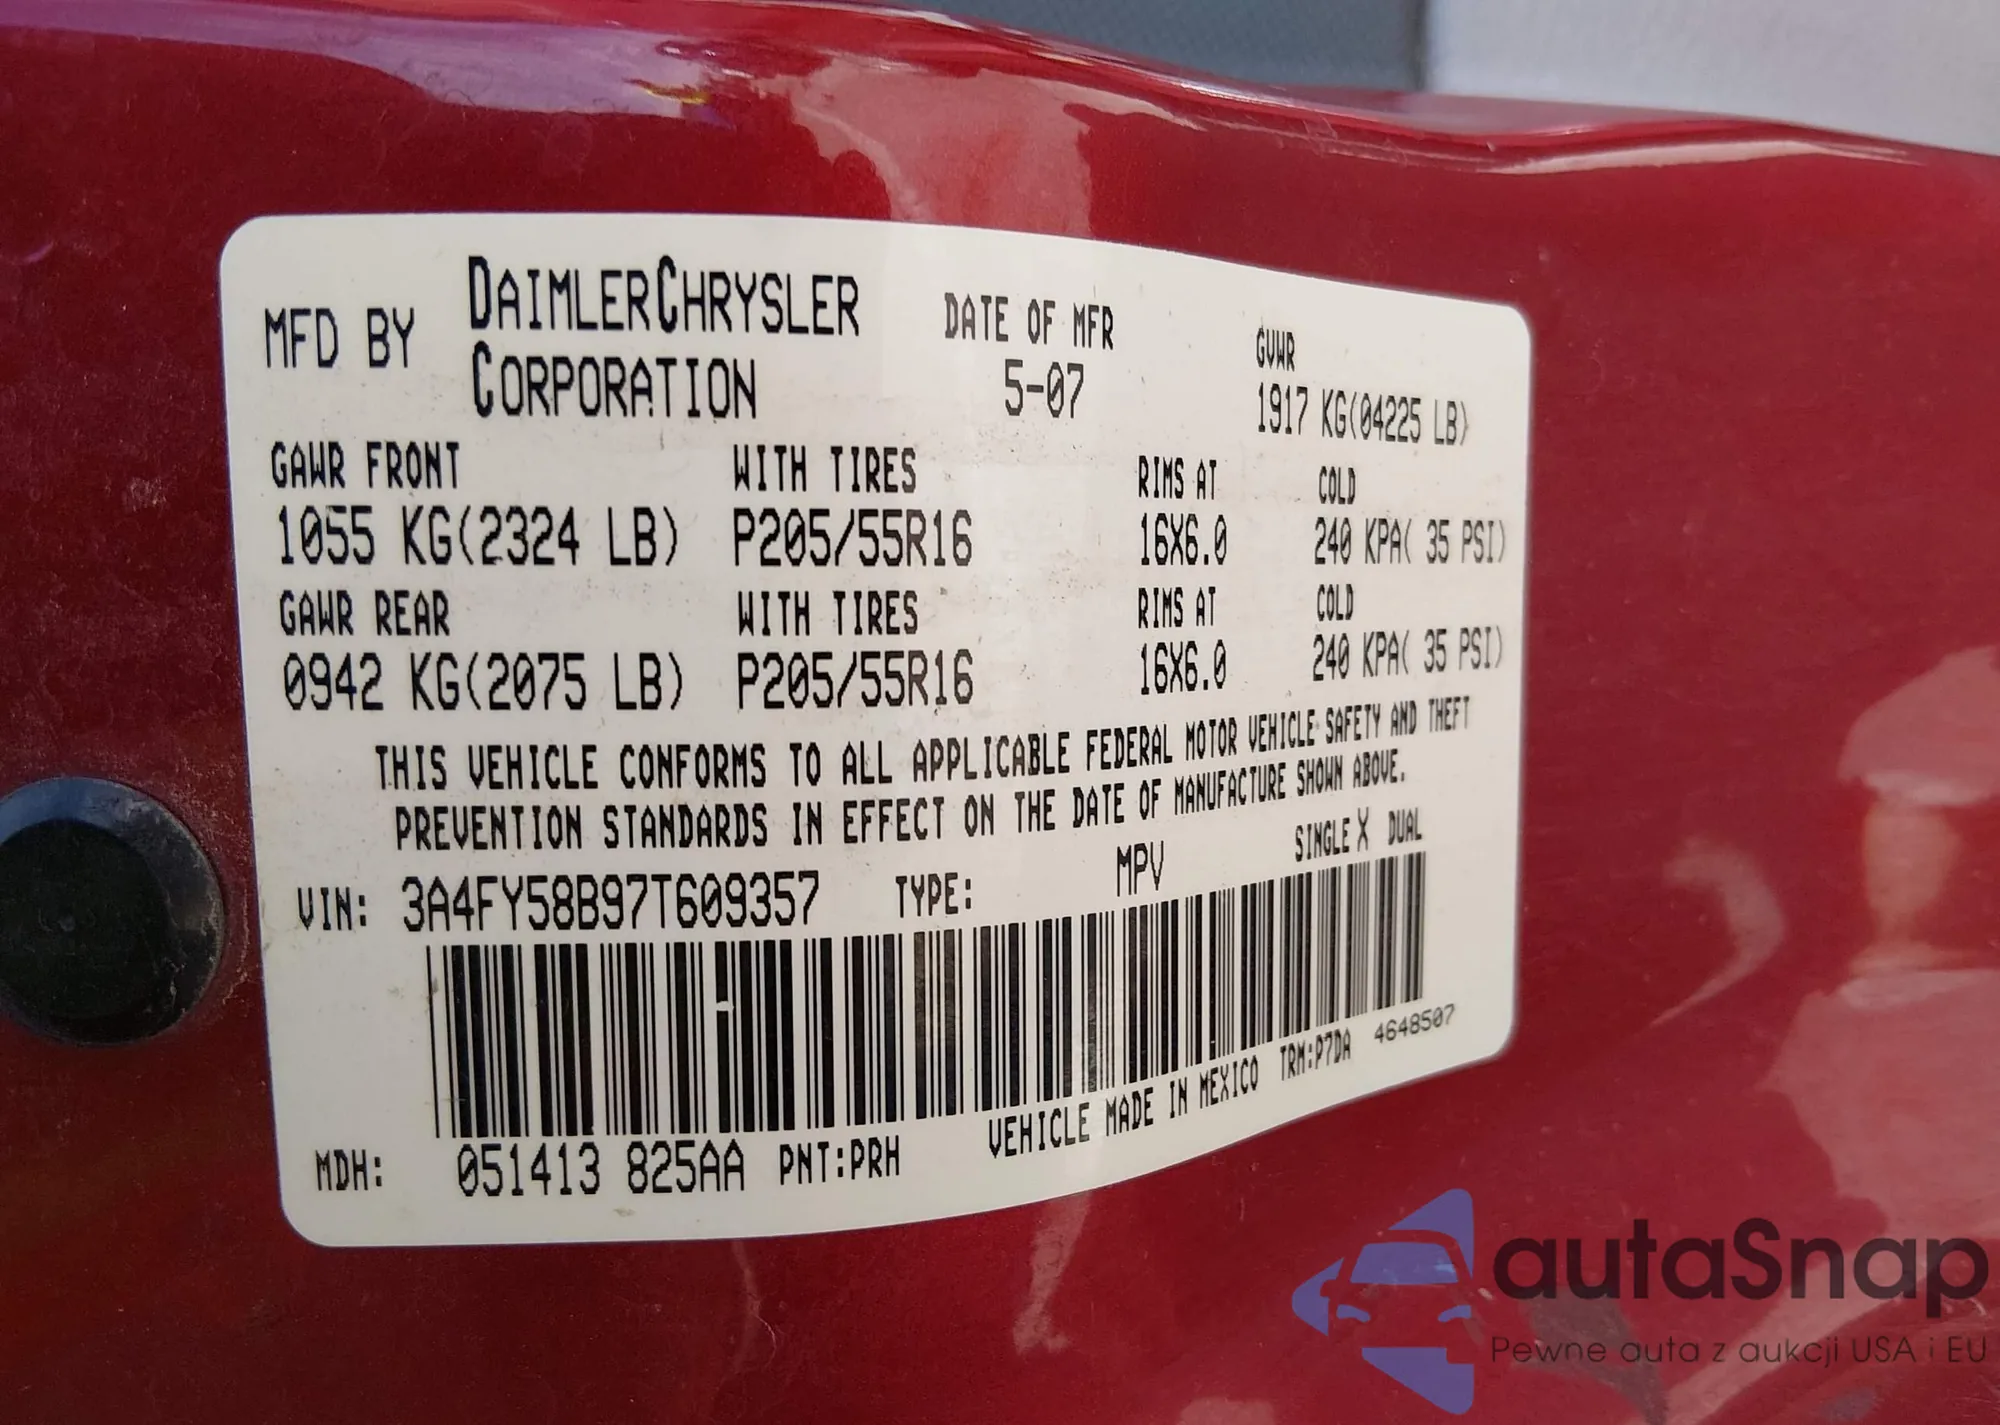 MFD BY DAIMLERCHRYSLER CORPORATION
DATE OF MFR 5-07
GVWR 1917 KG(04225 LB)
GAWR FRONT WITH TIRES RIMS AT COLD
1055 KG(2324 LB) P205/55R16 16X6.0 240 KPA( 35 PSI)
GAWR REAR WITH TIRES RIMS AT COLD
0942 KG(2075 LB) P205/55R16 16X6.0 240 KPA( 35 PSI)
THIS VEHICLE CONFORMS TO ALL APPLICABLE FEDERAL MOTOR VEHICLE SAFETY AND THEFT
PREVENTION STANDARDS IN EFFECT ON THE DATE OF MANUFACTURE SHOWN ABOVE.
VIN: 3A4FY58B97T609357 TYPE: MPV SINGLE X DUAL
MDH: 051413 825AA PNT:PRH VEHICLE MADE IN MEXICO TRM:P7DA 4648507
autaSnap
Pewne auta z aukcji USA i EU